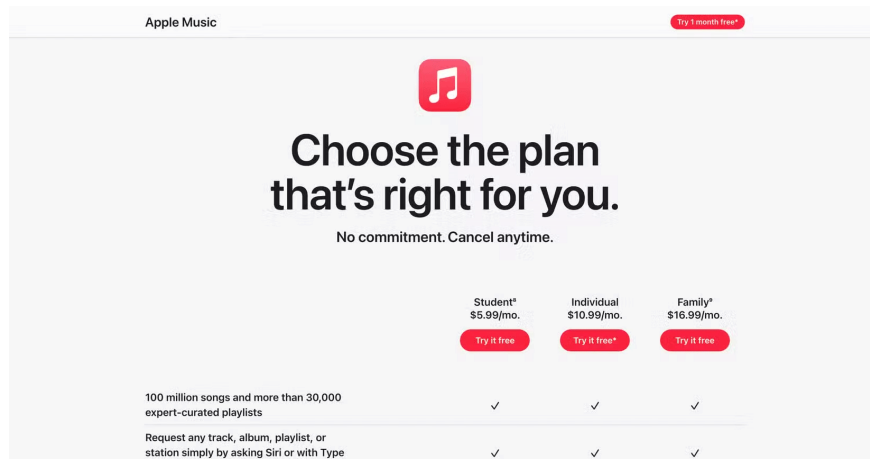 Apple Music
Try 1 month free*
Choose the plan
that's right for you.
No commitment. Cancel anytime.
Student⁸
$5.99/mo.
Try it free
Individual
$10.99/mo.
Try it free*
Family⁹
$16.99/mo.
Try it free
100 million songs and more than 30,000
expert-curated playlists
Request any track, album, playlist, or
station simply by asking Siri or with Type